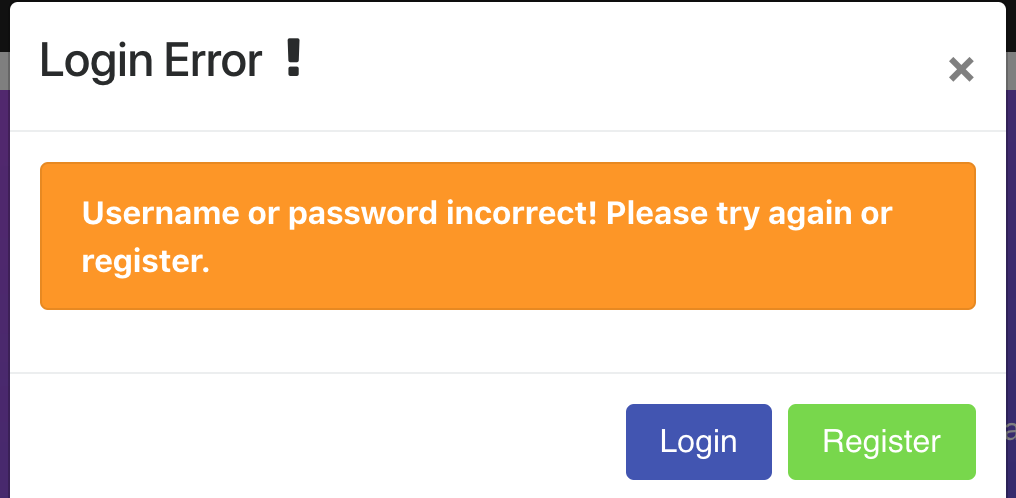 Login Error !
×
Username or password incorrect! Please try again or
register.
Login
Register